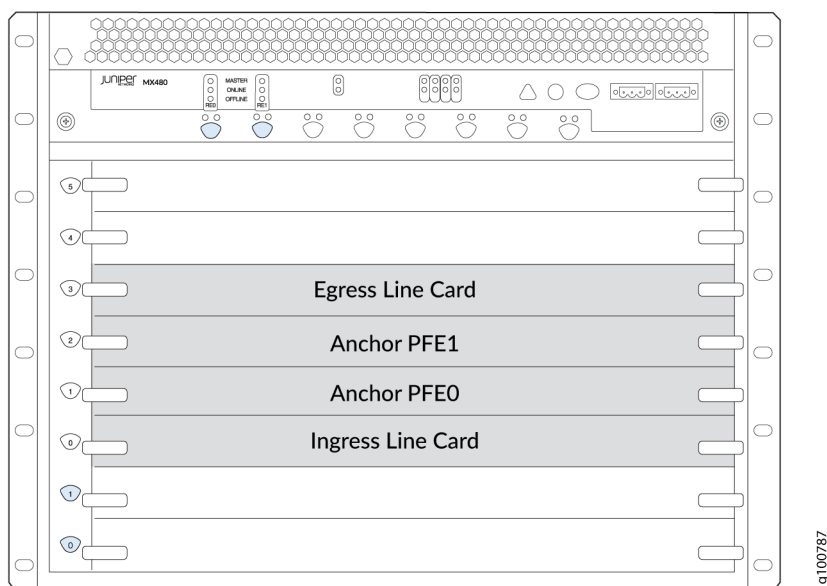 JUNIPER NETWORKS MX480
MASTER
ONLINE
OFFLINE
RE0 RE1
5
4
3 Egress Line Card
2 Anchor PFE1
1 Anchor PFE0
0 Ingress Line Card
1
0
g100787